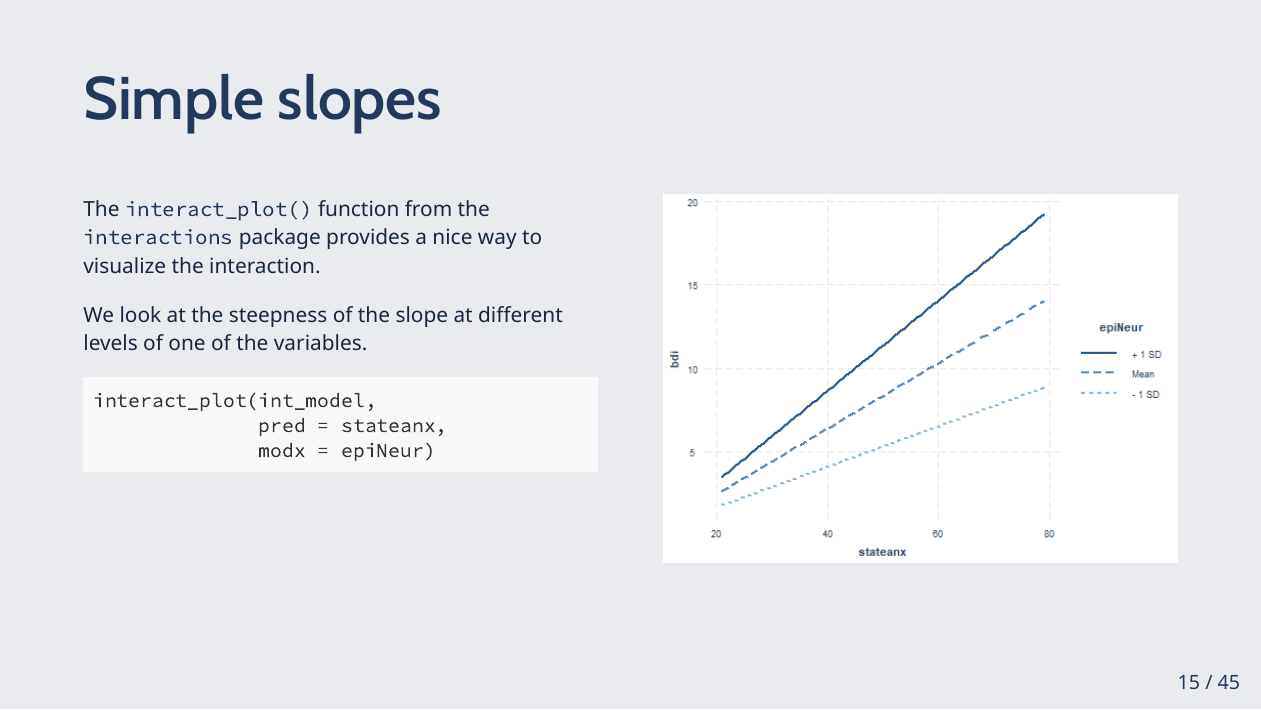 Simple slopes
The interact_plot() function from the
interactions package provides a nice way to
visualize the interaction.
We look at the steepness of the slope at different
levels of one of the variables.
interact_plot(int_model,
              pred = stateanx,
              modx = epiNeur)
20
15
10
5
bdi
20 40 60 80
stateanx
epiNeur
+ 1 SD
Mean
- 1 SD
15 / 45